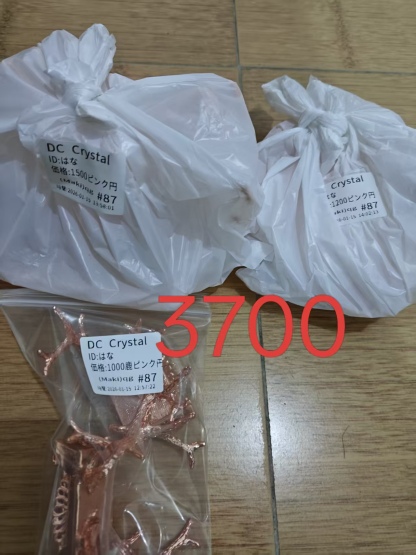 DC Crystal
ID:はな
価格:1500ピンク円
#87
Crystal
な
:1200ピンク円
#87
3700
DC Crystal
ID:はな
価格:1000鹿ピンク円
#87